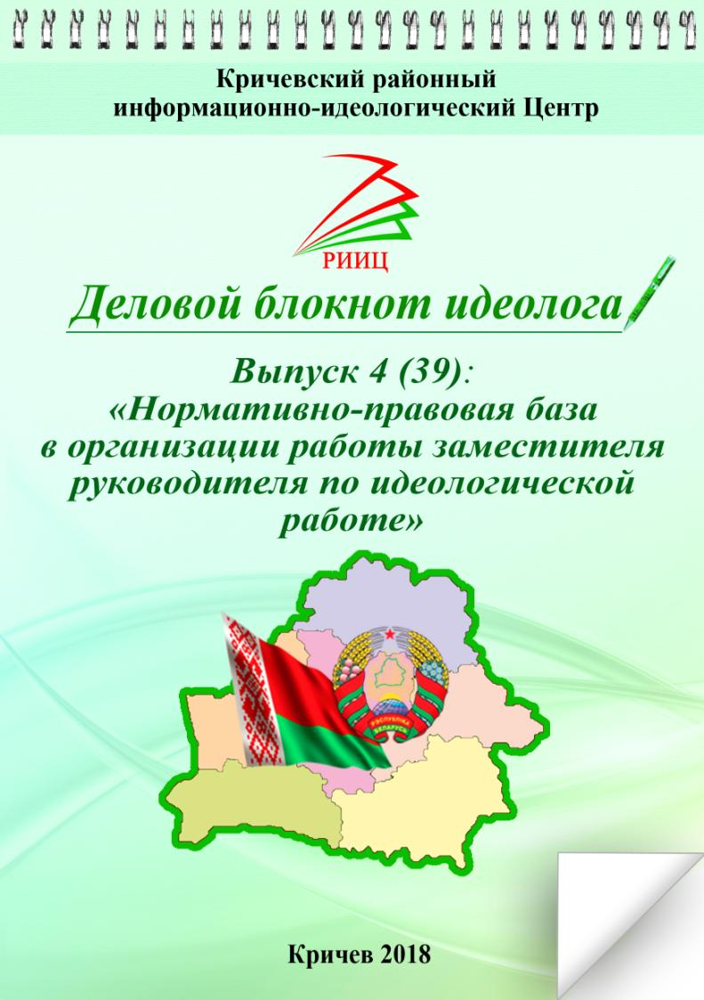 Кричевский районный
информационно-идеологический Центр
РИИЦ
Деловой блокнот идеолога
Выпуск 4 (39):
«Нормативно-правовая база
в организации работы заместителя
руководителя по идеологической
работе»
РЭСПУБЛІКА
БЕЛАРУСЬ
Кричев 2018